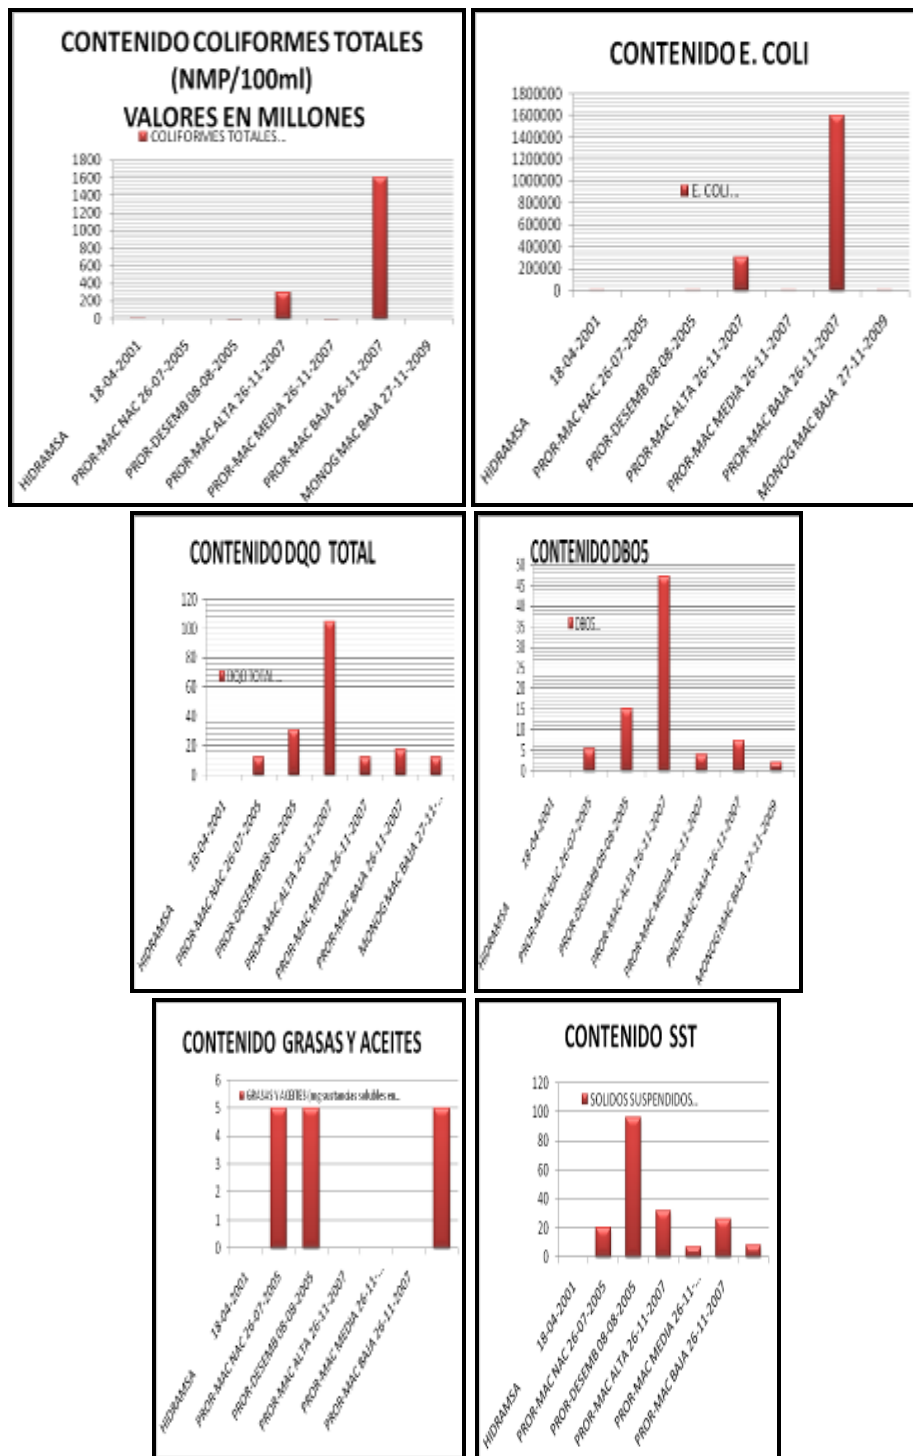 CONTENIDO COLIFORMES TOTALES
(NMP/100ml)
VALORES EN MILLONES
COLIFORMES TOTALES...
1800
1600
1400
1200
1000
800
600
400
200
0
HIDRAMSA 18-04-2001
PROR-MAC NAC 26-07-2005
PROR-DESEMB 08-08-2005
PROR-MAC ALTA 26-11-2007
PROR-MAC MEDIA 26-11-2007
PROR-MAC BAJA 26-11-2007
MONOG MAC BAJA 27-11-2009
CONTENIDO E. COLI
1800000
1600000
1400000
1200000
1000000
800000
600000
400000
200000
0
E. COLI...
HIDRAMSA 18-04-2001
PROR-MAC NAC 26-07-2005
PROR-DESEMB 08-08-2005
PROR-MAC ALTA 26-11-2007
PROR-MAC MEDIA 26-11-2007
PROR-MAC BAJA 26-11-2007
MONOG MAC BAJA 27-11-2009
CONTENIDO DQO TOTAL
120
100
80
60
40
20
0
DQO TOTAL...
HIDRAMSA 18-04-2001
PROR-MAC NAC 26-07-2005
PROR-DESEMB 08-08-2005
PROR-MAC ALTA 26-11-2007
PROR-MAC MEDIA 26-11-2007
PROR-MAC BAJA 26-11-2007
MONOG MAC BAJA 27-11-...
CONTENIDO DBO5
50
45
40
35
30
25
20
15
10
5
0
DBO5...
HIDRAMSA 18-04-2001
PROR-MAC NAC 26-07-2005
PROR-DESEMB 08-08-2005
PROR-MAC ALTA 26-11-2007
PROR-MAC MEDIA 26-11-2007
PROR-MAC BAJA 26-11-2007
MONOG MAC BAJA 27-11-2009
CONTENIDO GRASAS Y ACEITES
6
5
4
3
2
1
0
GRASAS Y ACEITES (mg sustancias solubles en...
HIDRAMSA 18-04-2001
PROR-MAC NAC 26-07-2005
PROR-DESEMB 08-08-2005
PROR-MAC ALTA 26-11-2007
PROR-MAC MEDIA 26-11-...
PROR-MAC BAJA 26-11-2007
CONTENIDO SST
120
100
80
60
40
20
0
SOLIDOS SUSPENDIDOS...
HIDRAMSA 18-04-2001
PROR-MAC NAC 26-07-2005
PROR-DESEMB 08-08-2005
PROR-MAC ALTA 26-11-2007
PROR-MAC MEDIA 26-11-...
PROR-MAC BAJA 26-11-2007